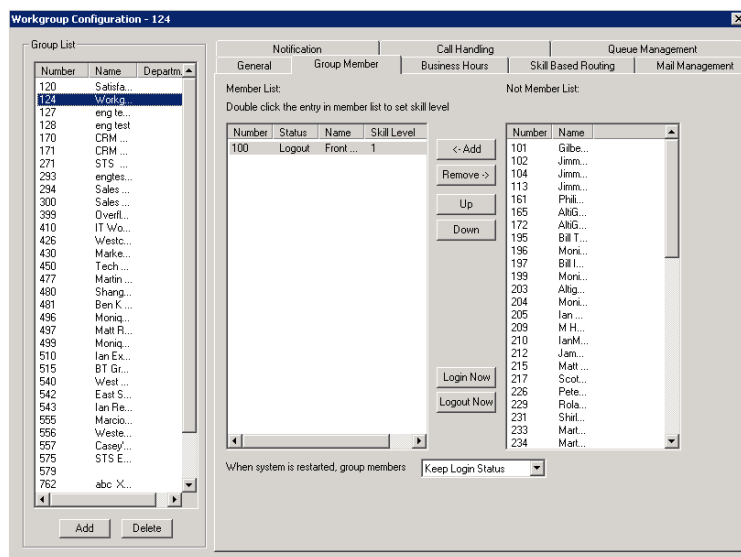 Workgroup Configuration - 124
Group List
Number Name Departm.
120 Satisfa...
124 Workg...
127 eng te...
128 eng test
170 CRM ...
171 CRM ...
271 STS ...
293 engtes...
294 Sales ...
300 Sales ...
399 Overfl...
410 IT Wo...
426 Westc...
430 Marke...
450 Tech ...
477 Martin ...
480 Shang...
481 Ben K...
496 Moniq...
497 Matt R...
499 Moniq...
510 Ian Ex...
515 BT Gr...
540 West ...
542 East S...
543 Ian Re...
555 Marcio...
556 Weste...
557 Casey'...
575 STS E...
579
762 abc X...
Add Delete
Notification Call Handling Queue Management
General Group Member Business Hours Skill Based Routing Mail Management
Member List:
Double click the entry in member list to set skill level
Number Status Name Skill Level
100 Logout Front ... 1
<- Add
Remove ->
Up
Down
Login Now
Logout Now
Not Member List:
Number Name
101 Gilbe...
102 Jimm...
104 Jimm...
113 Jimm...
161 Phili...
165 AltiG...
172 AltiG...
195 Bill T...
196 Moni...
197 Bill I...
199 Moni...
203 Altig...
204 Moni...
205 Ian ...
209 M H...
210 IanM...
212 Jam...
215 Matt ...
217 Scot...
226 Pete...
229 Rola...
231 Shirl...
233 Mart...
234 Mart...
When system is restarted, group members Keep Login Status